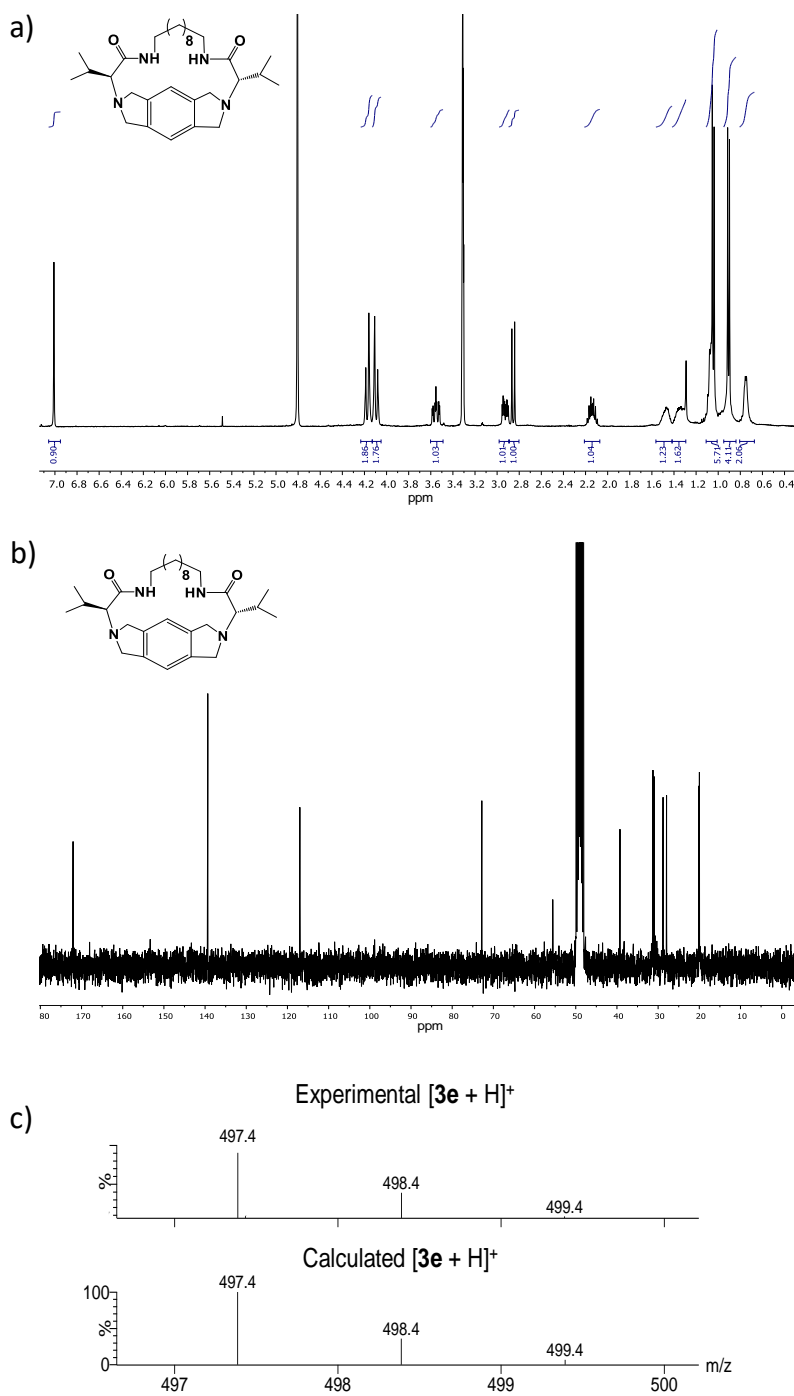 a)
O
8
O
NH
HN
N
N
0.90
1.86
1.76
1.03
1.01
1.00
1.04
1.23
1.62
5.71
4.11
2.06
7.0 6.8 6.6 6.4 6.2 6.0 5.8 5.6 5.4 5.2 5.0 4.8 4.6 4.4 4.2 4.0 3.8 3.6 3.4 3.2 3.0 2.8 2.6 2.4 2.2 2.0 1.8 1.6 1.4 1.2 1.0 0.8 0.6 0.4
ppm
b)
O
8
O
NH
HN
N
N
80 170 160 150 140 130 120 110 100 90 80 70 60 50 40 30 20 10 0
ppm
Experimental [3e + H]+
c)
497.4
498.4
499.4
%
Calculated [3e + H]+
497.4
100
498.4
%
499.4
0
m/z
497 498 499 500